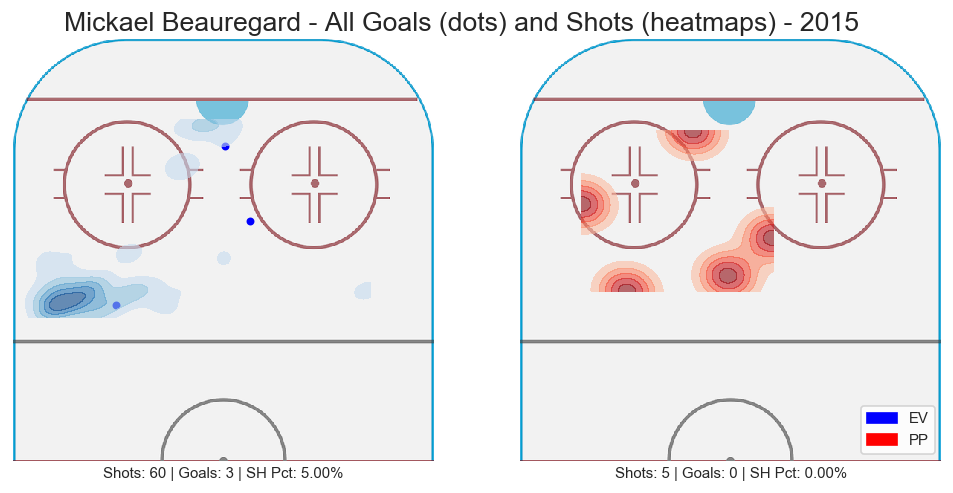 Mickael Beauregard - All Goals (dots) and Shots (heatmaps) - 2015
EV
PP
Shots: 60 | Goals: 3 | SH Pct: 5.00%
Shots: 5 | Goals: 0 | SH Pct: 0.00%